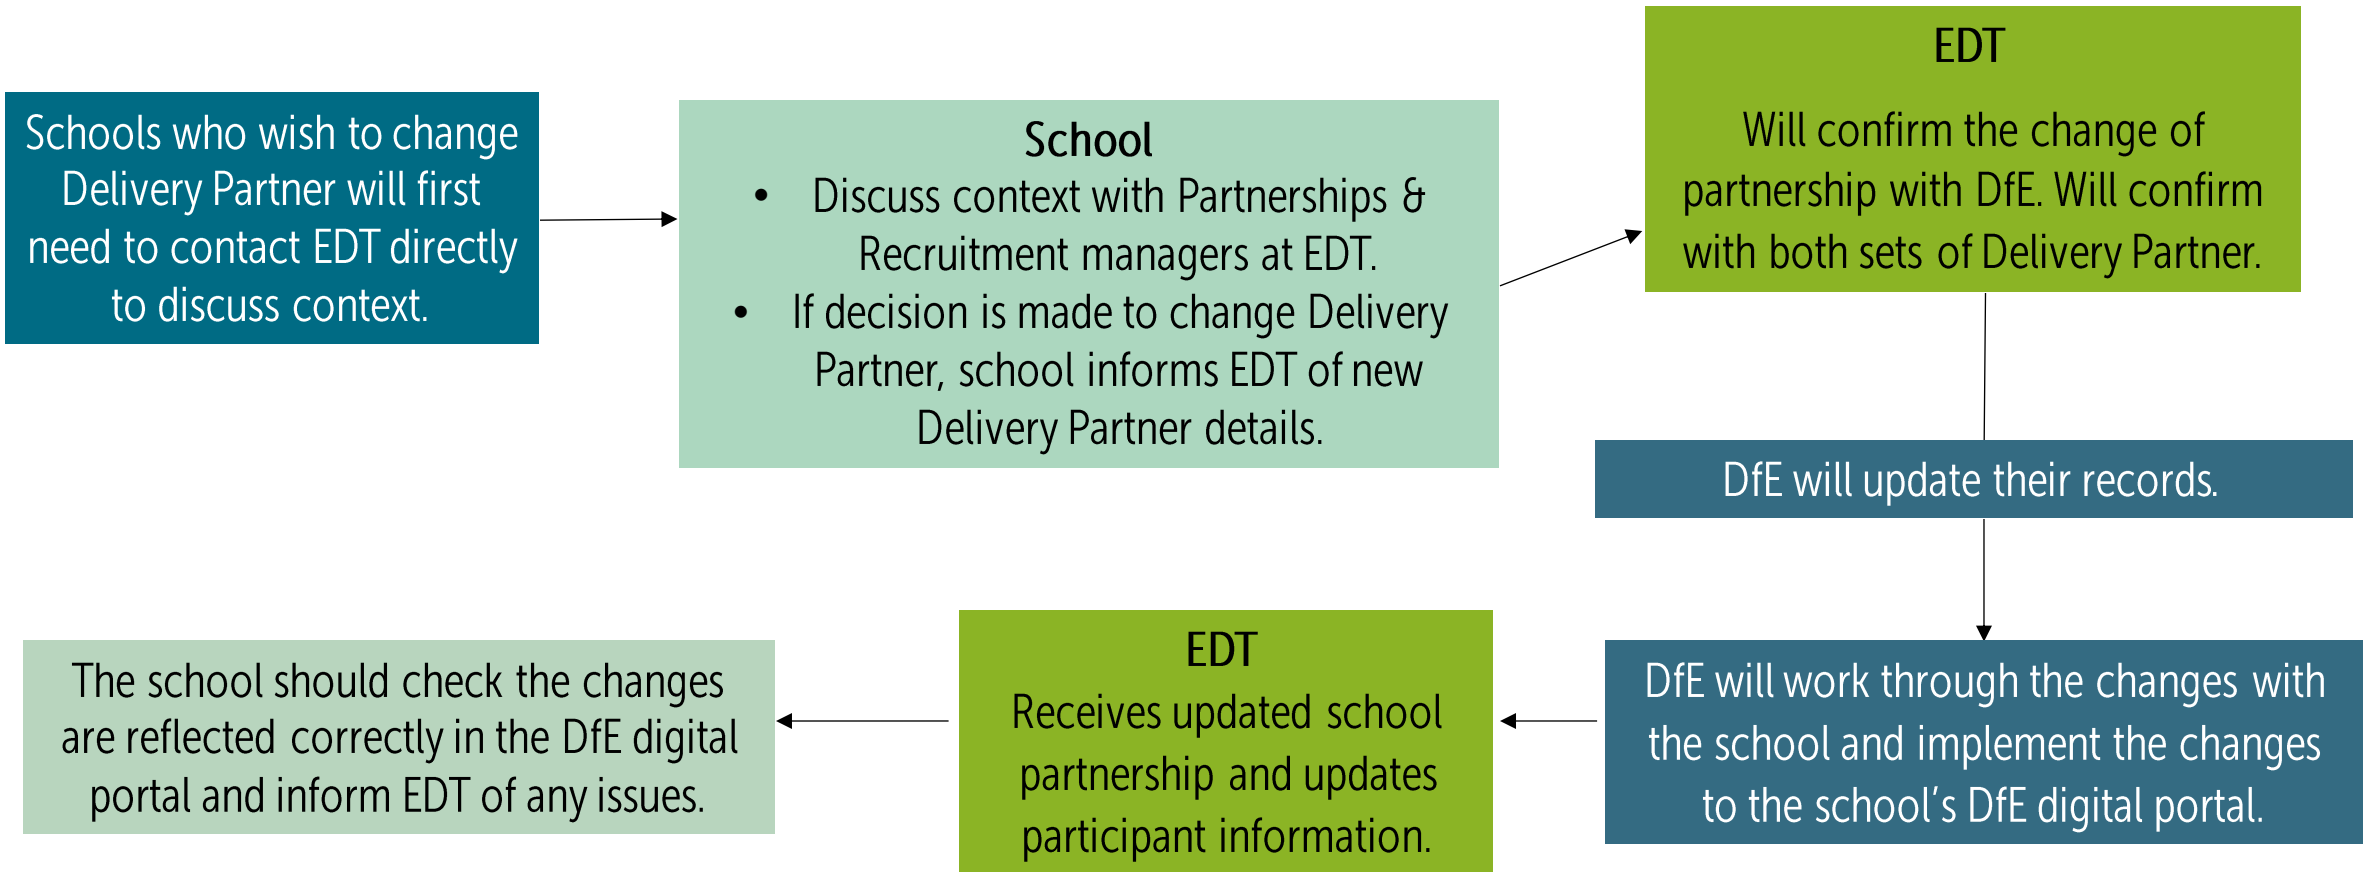 Schools who wish to change
Delivery Partner will first
need to contact EDT directly
to discuss context.
School
• Discuss context with Partnerships &
Recruitment managers at EDT.
• If decision is made to change Delivery
Partner, school informs EDT of new
Delivery Partner details.
EDT
Will confirm the change of
partnership with DfE. Will confirm
with both sets of Delivery Partner.
DfE will update their records.
DfE will work through the changes with
the school and implement the changes
to the school’s DfE digital portal.
EDT
Receives updated school
partnership and updates
participant information.
The school should check the changes
are reflected correctly in the DfE digital
portal and inform EDT of any issues.